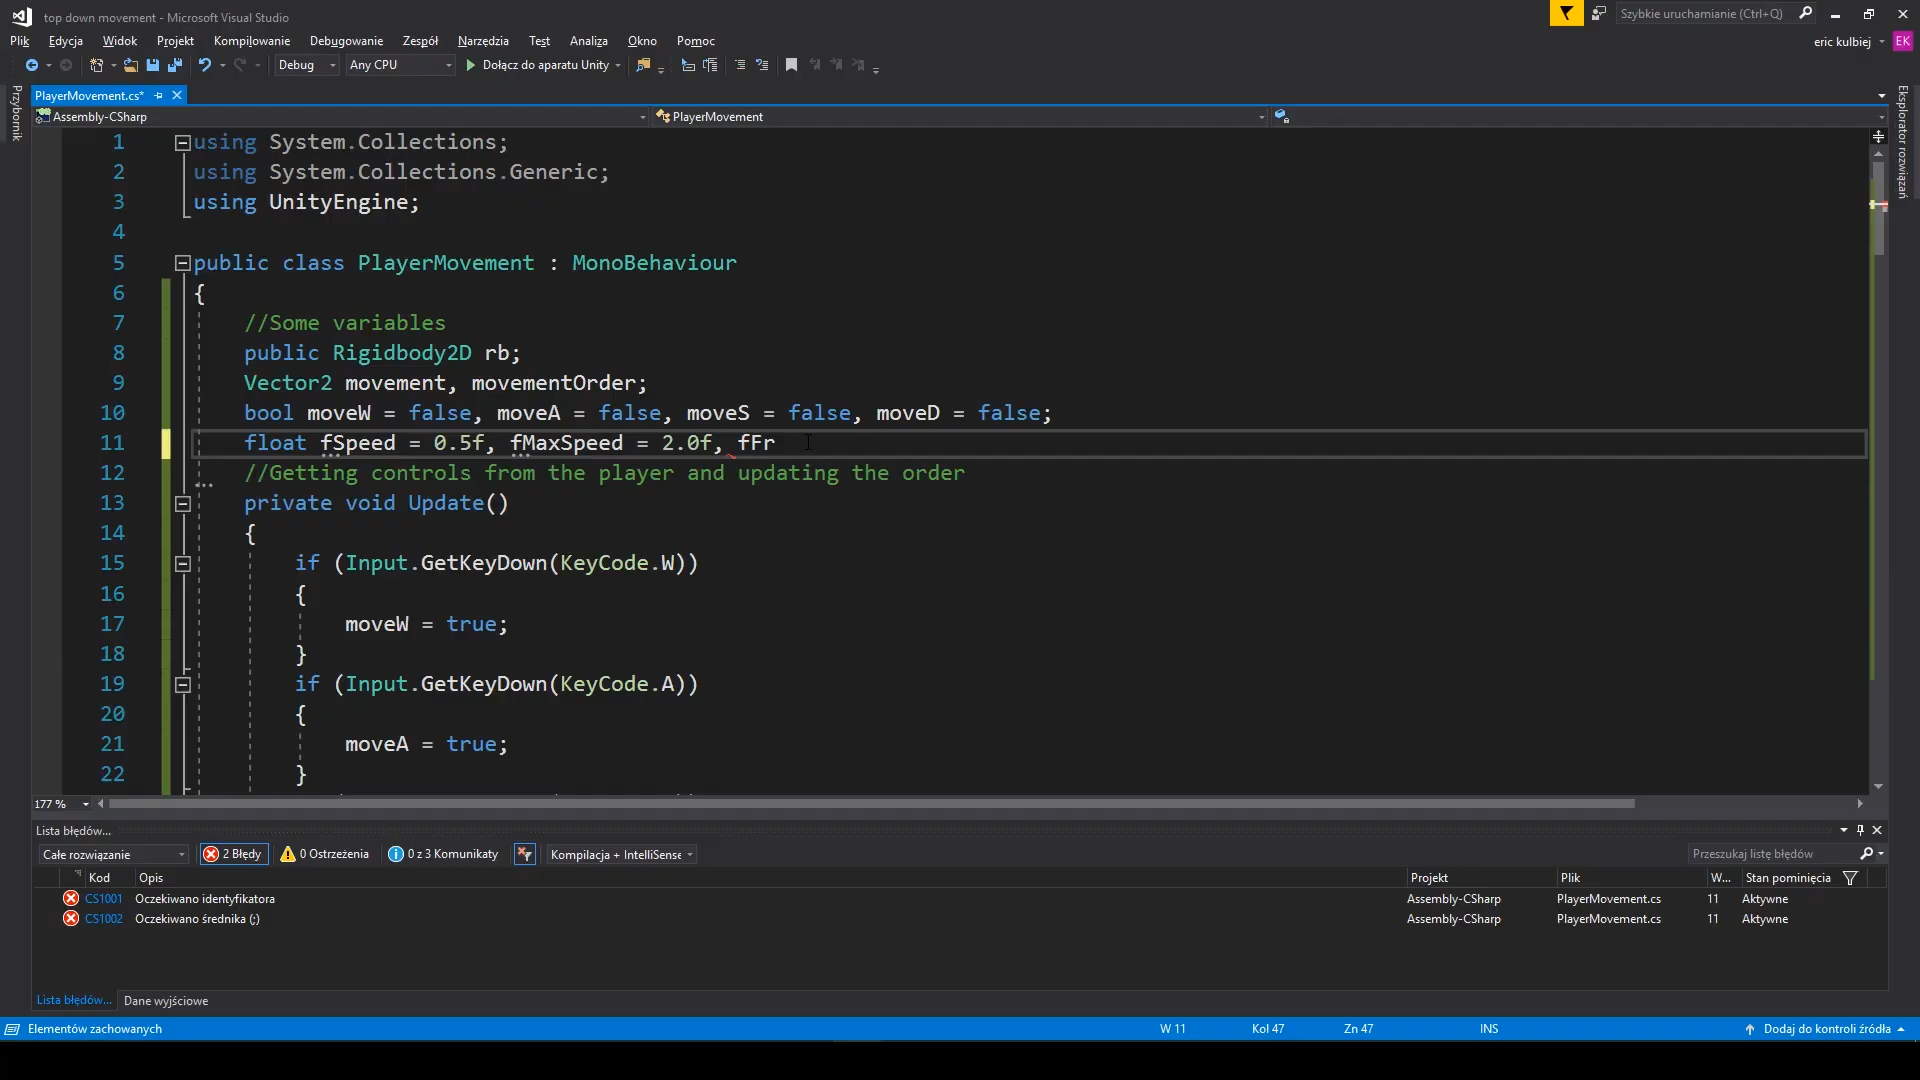 top down movement - Microsoft Visual Studio
Szybkie uruchamianie (Ctrl+Q)
Plik Edycja Widok Projekt Kompilowanie Debugowanie Zespół Narzędzia Test Analiza Okno Pomoc
eric kulbiej EK
Debug Any CPU Dołącz do aparatu Unity
Przybornik
Eksplorator rozwiązań
PlayerMovement.cs*
Assembly-CSharp PlayerMovement
1 using System.Collections;
2 using System.Collections.Generic;
3 using UnityEngine;
4
5 public class PlayerMovement : MonoBehaviour
6 {
7 //Some variables
8 public Rigidbody2D rb;
9 Vector2 movement, movementOrder;
10 bool moveW = false, moveA = false, moveS = false, moveD = false;
11 float fSpeed = 0.5f, fMaxSpeed = 2.0f, fFr
12 //Getting controls from the player and updating the order
13 private void Update()
14 {
15 if (Input.GetKeyDown(KeyCode.W))
16 {
17 moveW = true;
18 }
19 if (Input.GetKeyDown(KeyCode.A))
20 {
21 moveA = true;
22 }
177 %
Lista błędów...
Całe rozwiązanie 2 Błędy 0 Ostrzeżenia 0 z 3 Komunikaty Kompilacja + IntelliSense Przeszukaj listę błędów
Kod Opis Projekt Plik W... Stan pominięcia
CS1001 Oczekiwano identyfikatora Assembly-CSharp PlayerMovement.cs 11 Aktywne
CS1002 Oczekiwano średnika (;) Assembly-CSharp PlayerMovement.cs 11 Aktywne
Lista błędów... Dane wyjściowe
Elementów zachowanych W 11 Kol 47 Zn 47 INS Dodaj do kontroli źródła